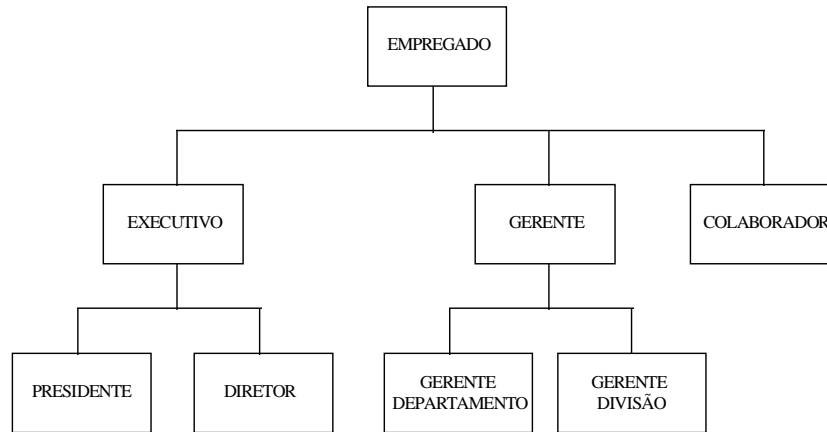 EMPREGADO
EXECUTIVO
GERENTE
COLABORADOR
PRESIDENTE
DIRETOR
GERENTE
DEPARTAMENTO
GERENTE
DIVISÃO